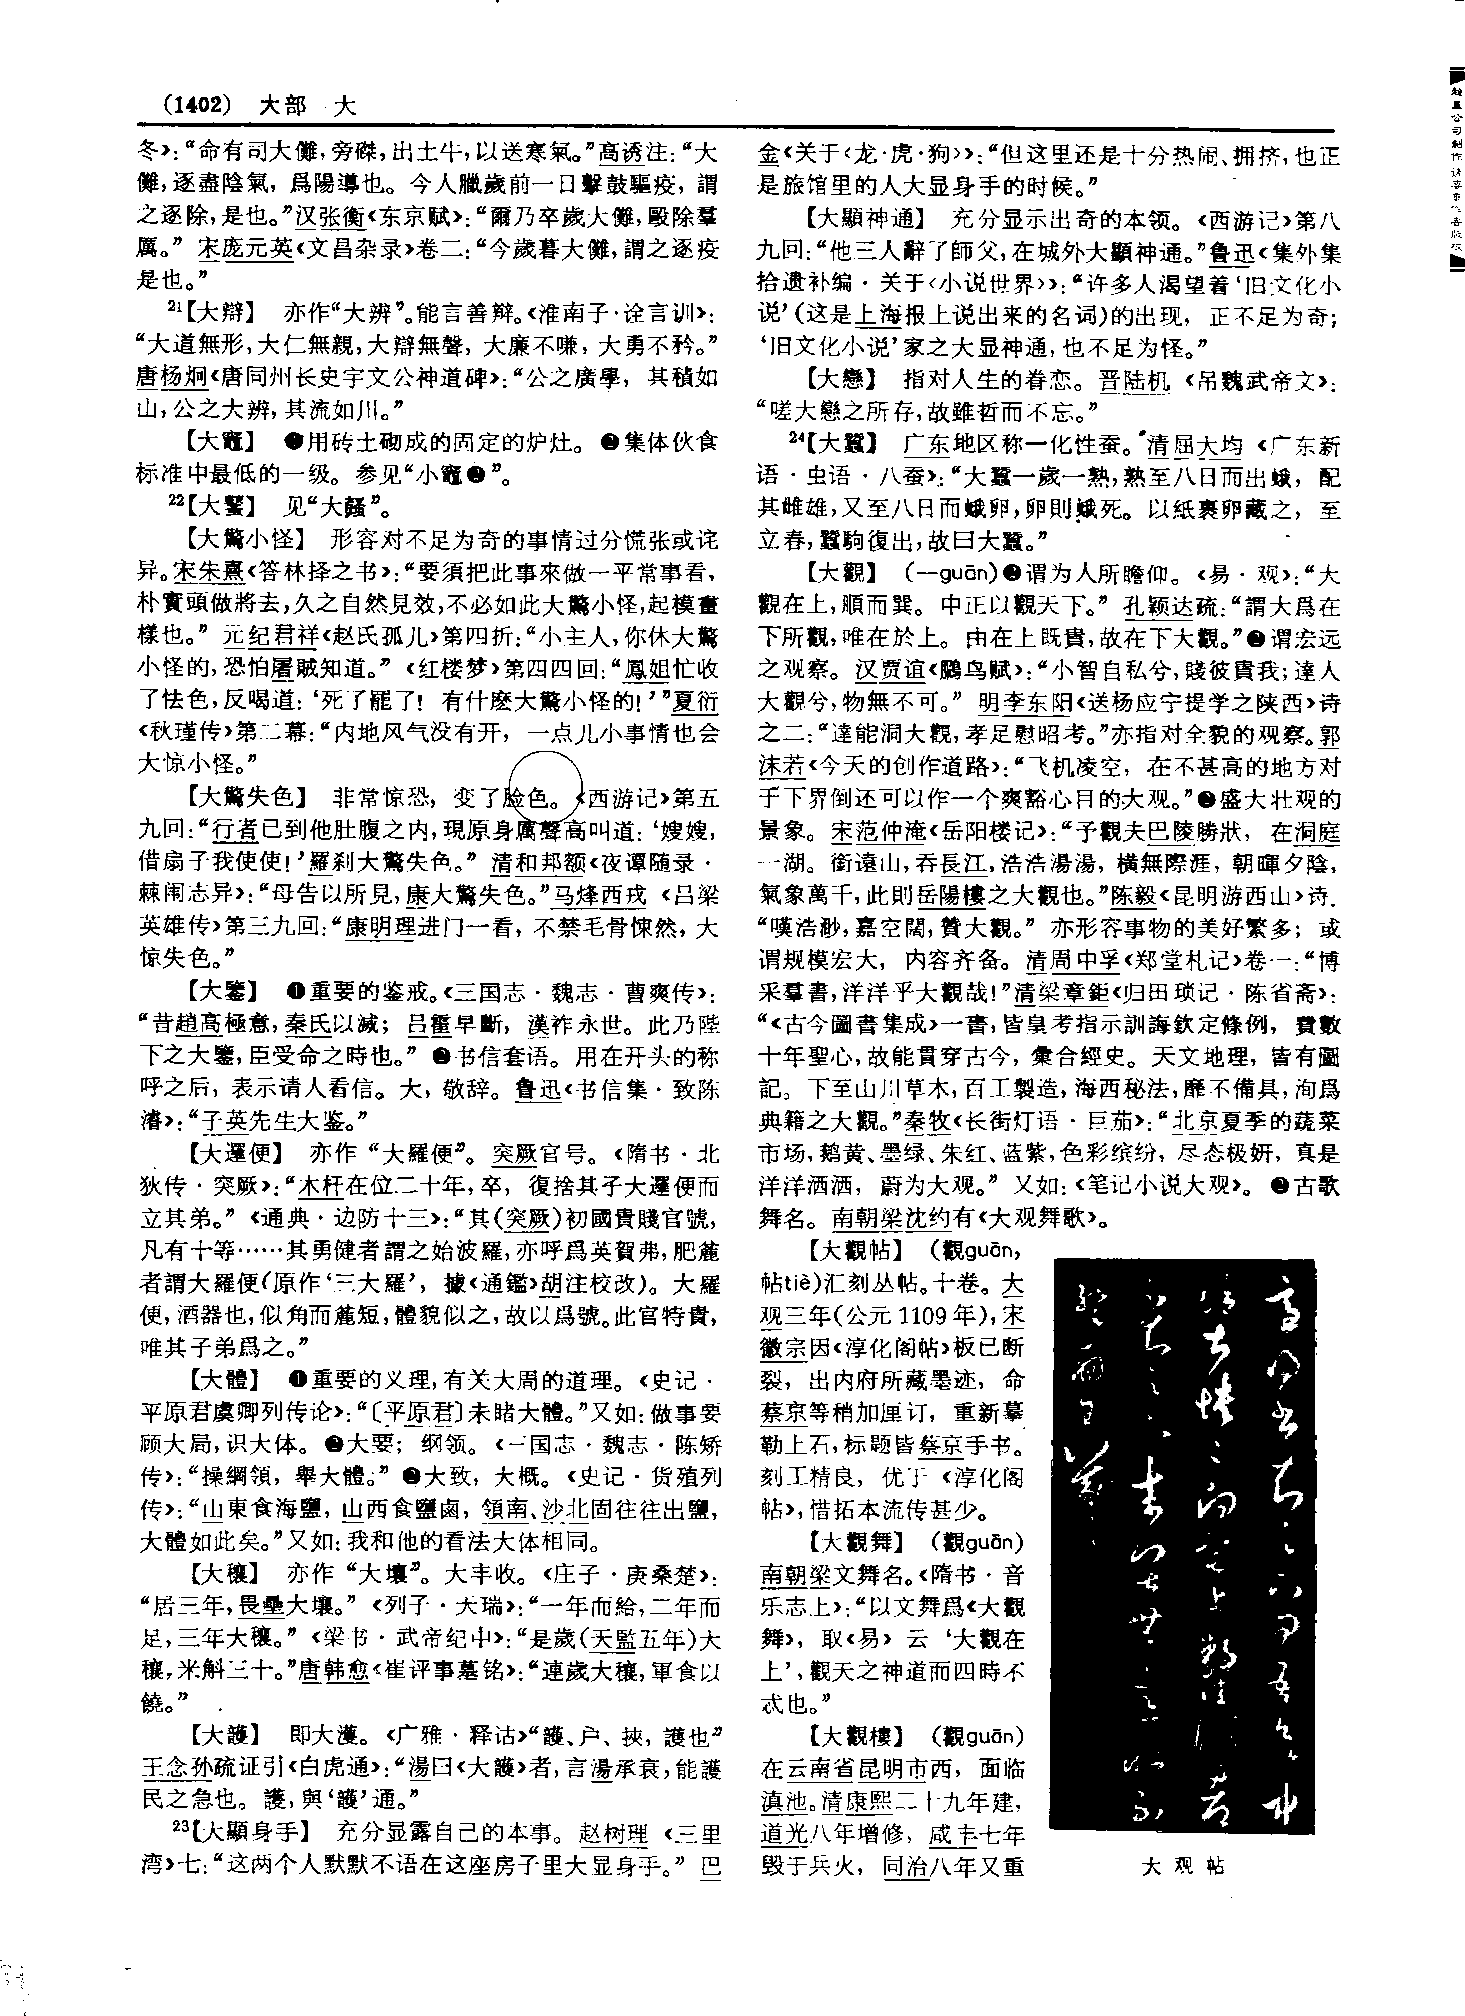 (1402) 大部 大
冬》：“命有司大儺，旁磔，出土牛，以送寒氣。”高诱注：“大
儺，逐盡陰氣，爲陽導也。今人臘歲前一日擊鼓驅疫，謂
之逐除，是也。”汉张衡《东京赋》：“爾乃卒歲大儺，毆除羣
厲。” 宋庞元英《文昌杂录》卷二：“今歲暮大儺，謂之逐疫
是也。”
21【大辯】 亦作“大辨”。能言善辩。《淮南子·诠言训》：
“大道無形，大仁無親，大辯無聲，大廉不嗛，大勇不矜。”
唐杨炯《唐同州长史宇文公神道碑》：“公之廣學，其積如
山，公之大辨，其流如川。”
【大竈】 ❶用砖土砌成的固定的炉灶。❷集体伙食
标准中最低的一级。参见“小竈❷”。
22【大驁】 见“大
【大驚小怪】 形容对不足为奇的事情过分慌张或诧
异。宋朱熹《答林择之书》：“要須把此事來做一平常事看，
朴實頭做將去，久之自然見效，不必如此大驚小怪，起模畫
樣也。” 元纪君祥《赵氏孤儿》第四折：“小主人，你休大驚
小怪的，恐怕屠賊知道。” 《红楼梦》第四四回：“鳳姐忙收
了怯色，反喝道：‘死了罷了！有什麽大驚小怪的！’”夏衍
《秋瑾传》第二幕：“内地风气没有开，一点儿小事情也会
大惊小怪。”
【大驚失色】 非常惊恐，变了脸色。《西游记》第五
九回：“行者已到他肚腹之内，現原身厲聲高叫道：‘嫂嫂，
借扇子我使使！’羅刹大驚失色。” 清和邦额《夜谭随录·
棘闱志异》：“母告以所見，康大驚失色。”马烽西戎《吕梁
英雄传》第三九回：“康明理进门一看，不禁毛骨悚然，大
惊失色。”
【大鑒】 ❶重要的鉴戒。《三国志·魏志·曹爽传》：
“昔趙高極意，秦氏以滅；吕霍早斷，漢祚永世。此乃陛
下之大鑒，臣受命之時也。” ❷书信套语。用在开头的称
呼之后，表示请人看信。大，敬辞。鲁迅《书信集·致陈
濬》：“子英先生大鉴。”
【大邏便】 亦作“大羅便”。突厥官号。《隋书·北
狄传·突厥》：“木杆在位二十年，卒，復捨其子大邏便而
立其弟。”《通典·边防十三》：“其（突厥）初國貴賤官號，
凡有十等……其勇健者謂之始波羅，亦呼爲英賀弗，肥麄
者謂大羅便（原作‘三大羅’，據《通鑑》胡注校改）。大羅
便，酒器也，似角而麄短，體貌似之，故以爲號。此官特貴，
唯其子弟爲之。”
【大體】 ❶重要的义理，有关大局的道理。《史记·
平原君虞卿列传论》：“〔平原君〕未睹大體。”又如：做事要
顾大局，识大体。❷大要；纲领。《三国志·魏志·陈矫
传》：“操綱領，舉大體。” ❸大致，大概。《史记·货殖列
传》：“山東食海鹽，山西食鹽鹵，領南、沙北固往往出鹽，
大體如此矣。”又如：我和他的看法大体相同。
【大穰】 亦作“大壤”。大丰收。《庄子·庚桑楚》：
“居三年，畏壘大壤。”《列子·天瑞》：“一年而給，二年而
足，三年大穰。”《梁书·武帝纪中》：“是歲（天監五年）大
穰，米斛三十。”唐韩愈《崔评事墓铭》：“連歲大穰，軍食以
饒。”
【大護】 即大濩。《广雅·释诂》“護、户、挾，護也”
王念孙疏证引《白虎通》：“湯曰《大護》者，言湯承衰，能護
民之急也。護，與‘頀’通。”
23【大顯身手】 充分显露自己的本事。赵树理《三里
湾》七：“这两个人默默不语在这座房子里大显身手。” 巴
金《关于〈龙·虎·狗〉》：“但这里还是十分热闹、拥挤，也正
是旅馆里的人大显身手的时候。”
【大顯神通】 充分显示出奇的本领。《西游记》第八
九回：“他三人辭了師父，在城外大顯神通。”鲁迅《集外集
拾遗补编·关于〈小说世界〉》：“许多人渴望着‘旧文化小
说’（这是上海报上说出来的名词）的出现，正不足为奇；
‘旧文化小说’家之大显神通，也不足为怪。”
【大戀】 指对人生的眷恋。晋陆机《吊魏武帝文》：
“嗟大戀之所存，故雖哲而不忘。”
24【大蠶】 广东地区称一化性蚕。清屈大均《广东新
语·虫语·八蚕》：“大蠶一歲一熟，熟至八日而出蛾，配
其雌雄，又至八日而蛾卵，卵則蛾死。以紙裹卵藏之，至
立春，蠶駒復出，故曰大蠶。”
【大觀】 （—guān）❶谓为人所瞻仰。《易·观》：“大
觀在上，順而巽。中正以觀天下。” 孔颖达疏：“謂大爲在
下所觀，唯在於上。由在上既貴，故在下大觀。”❷谓宏远
之观察。汉贾谊《鵩鸟赋》：“小智自私兮，賤彼貴我；達人
大觀兮，物無不可。” 明李东阳《送杨应宁提学之陕西》诗
之二：“達能洞大觀，孝足慰昭考。”亦指对全貌的观察。郭
沫若《今天的创作道路》：“飞机凌空，在不甚高的地方对
于下界倒还可以作一个爽豁心目的大观。”❸盛大壮观的
景象。宋范仲淹《岳阳楼记》：“予觀夫巴陵勝狀，在洞庭
一湖。銜遠山，吞長江，浩浩湯湯，橫無際涯，朝暉夕陰，
氣象萬千，此則岳陽樓之大觀也。”陈毅《昆明游西山》诗：
“嘆浩渺，嘉空闊，贊大觀。” 亦形容事物的美好繁多；或
谓规模宏大，内容齐备。清周中孚《郑堂札记》卷一：“博
采羣書，洋洋乎大觀哉！”清梁章鉅《归田琐记·陈省斋》：
“《古今圖書集成》一書，皆皇考指示訓誨欽定條例，費數
十年聖心，故能貫穿古今，彙合經史。天文地理，皆有圖
記。下至山川草木，百工製造，海西秘法，靡不備具，洵爲
典籍之大觀。”秦牧《长街灯语·巨茄》：“北京夏季的蔬菜
市场，鹅黄、墨绿、朱红、蓝紫，色彩缤纷，尽态极妍，真是
洋洋洒洒，蔚为大观。” 又如：《笔记小说大观》。❹古歌
舞名。南朝梁沈约有《大观舞歌》。
【大觀帖】 （觀guān，
帖tiè）汇刻丛帖。十卷。大
观三年（公元1109年），宋
徽宗因《淳化阁帖》板已断
裂，出内府所藏墨迹，命
蔡京等稍加厘订，重新摹
勒上石，标题皆蔡京手书。
刻工精良，优于《淳化阁
帖》，惜拓本流传甚少。
【大觀舞】 （觀guān）
南朝梁文舞名。《隋书·音
乐志上》：“以文舞爲《大觀
舞》，取《易》云‘大觀在
上’，觀天之神道而四時不
忒也。”
【大觀樓】 （觀guān）
在云南省昆明市西，面临
滇池。清康熙二十九年建，
道光八年增修，咸丰七年
毁于兵火，同治八年又重
大观帖